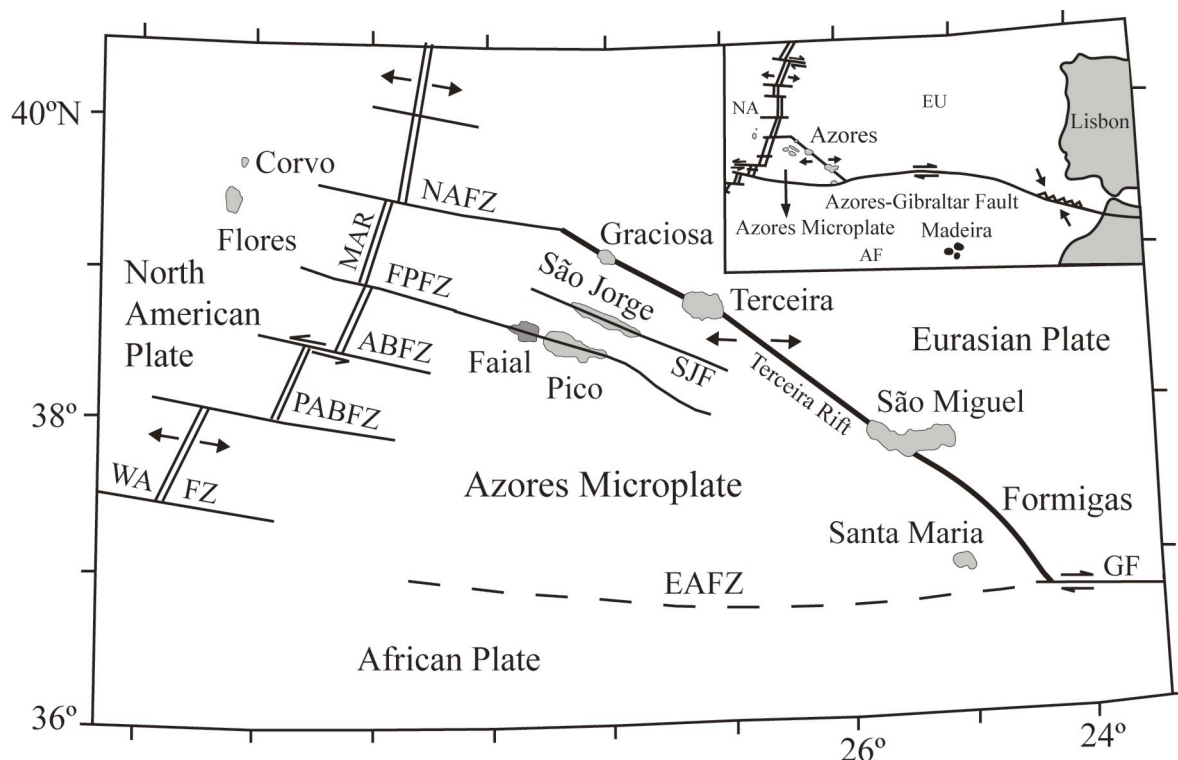 40ºN
38º
36º
26º
24º
Corvo
Flores
NAFZ
MAR
FPFZ
North
American
Plate
ABFZ
PABFZ
WA
FZ
Graciosa
São Jorge
Terceira
Faial
Pico
SJF
Terceira Rift
Eurasian Plate
São Miguel
Azores Microplate
Formigas
Santa Maria
EAFZ
GF
African Plate
NA
EU
Lisbon
Azores
Azores-Gibraltar Fault
Azores Microplate
Madeira
AF